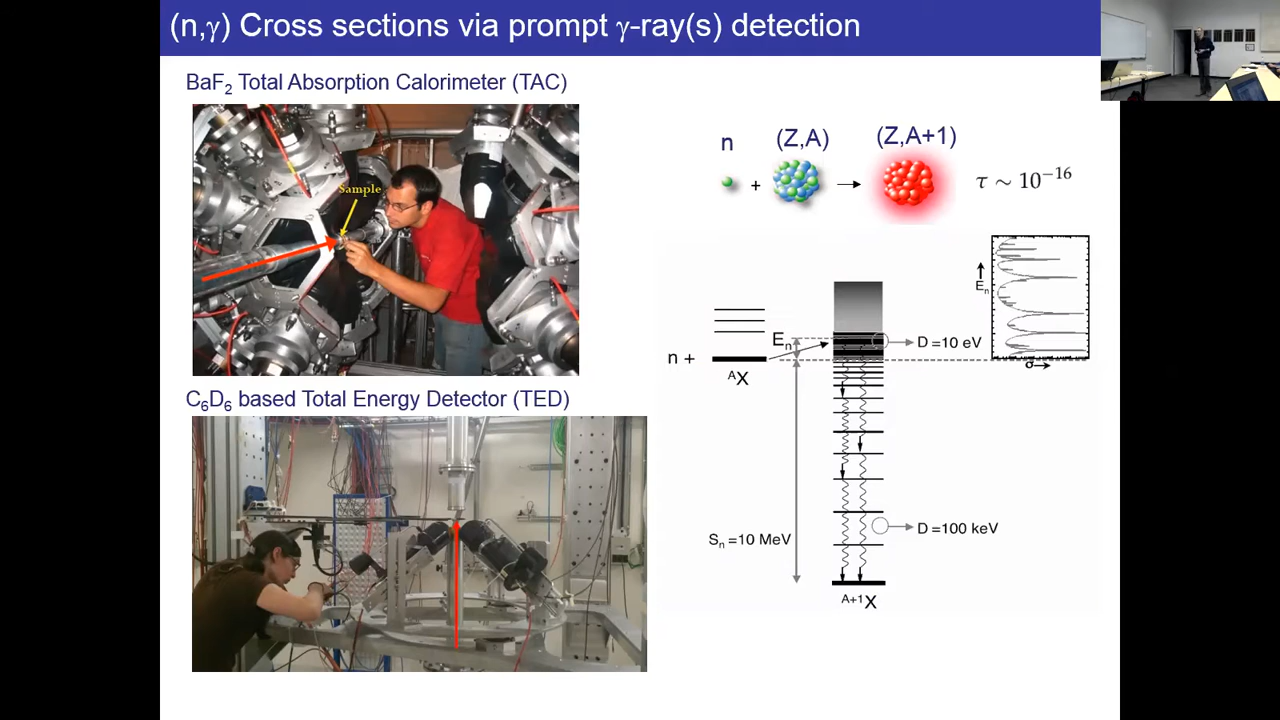 (n,γ) Cross sections via prompt γ-ray(s) detection
BaF₂ Total Absorption Calorimeter (TAC)
Sample
C₆D₆ based Total Energy Detector (TED)
n (Z,A) (Z,A+1)
+ → τ ∼ 10⁻¹⁶
Eₙ
σ→
Eₙ
D =10 eV
n +
ᴬX
Sₙ =10 MeV
D =100 keV
ᴬ⁺¹X